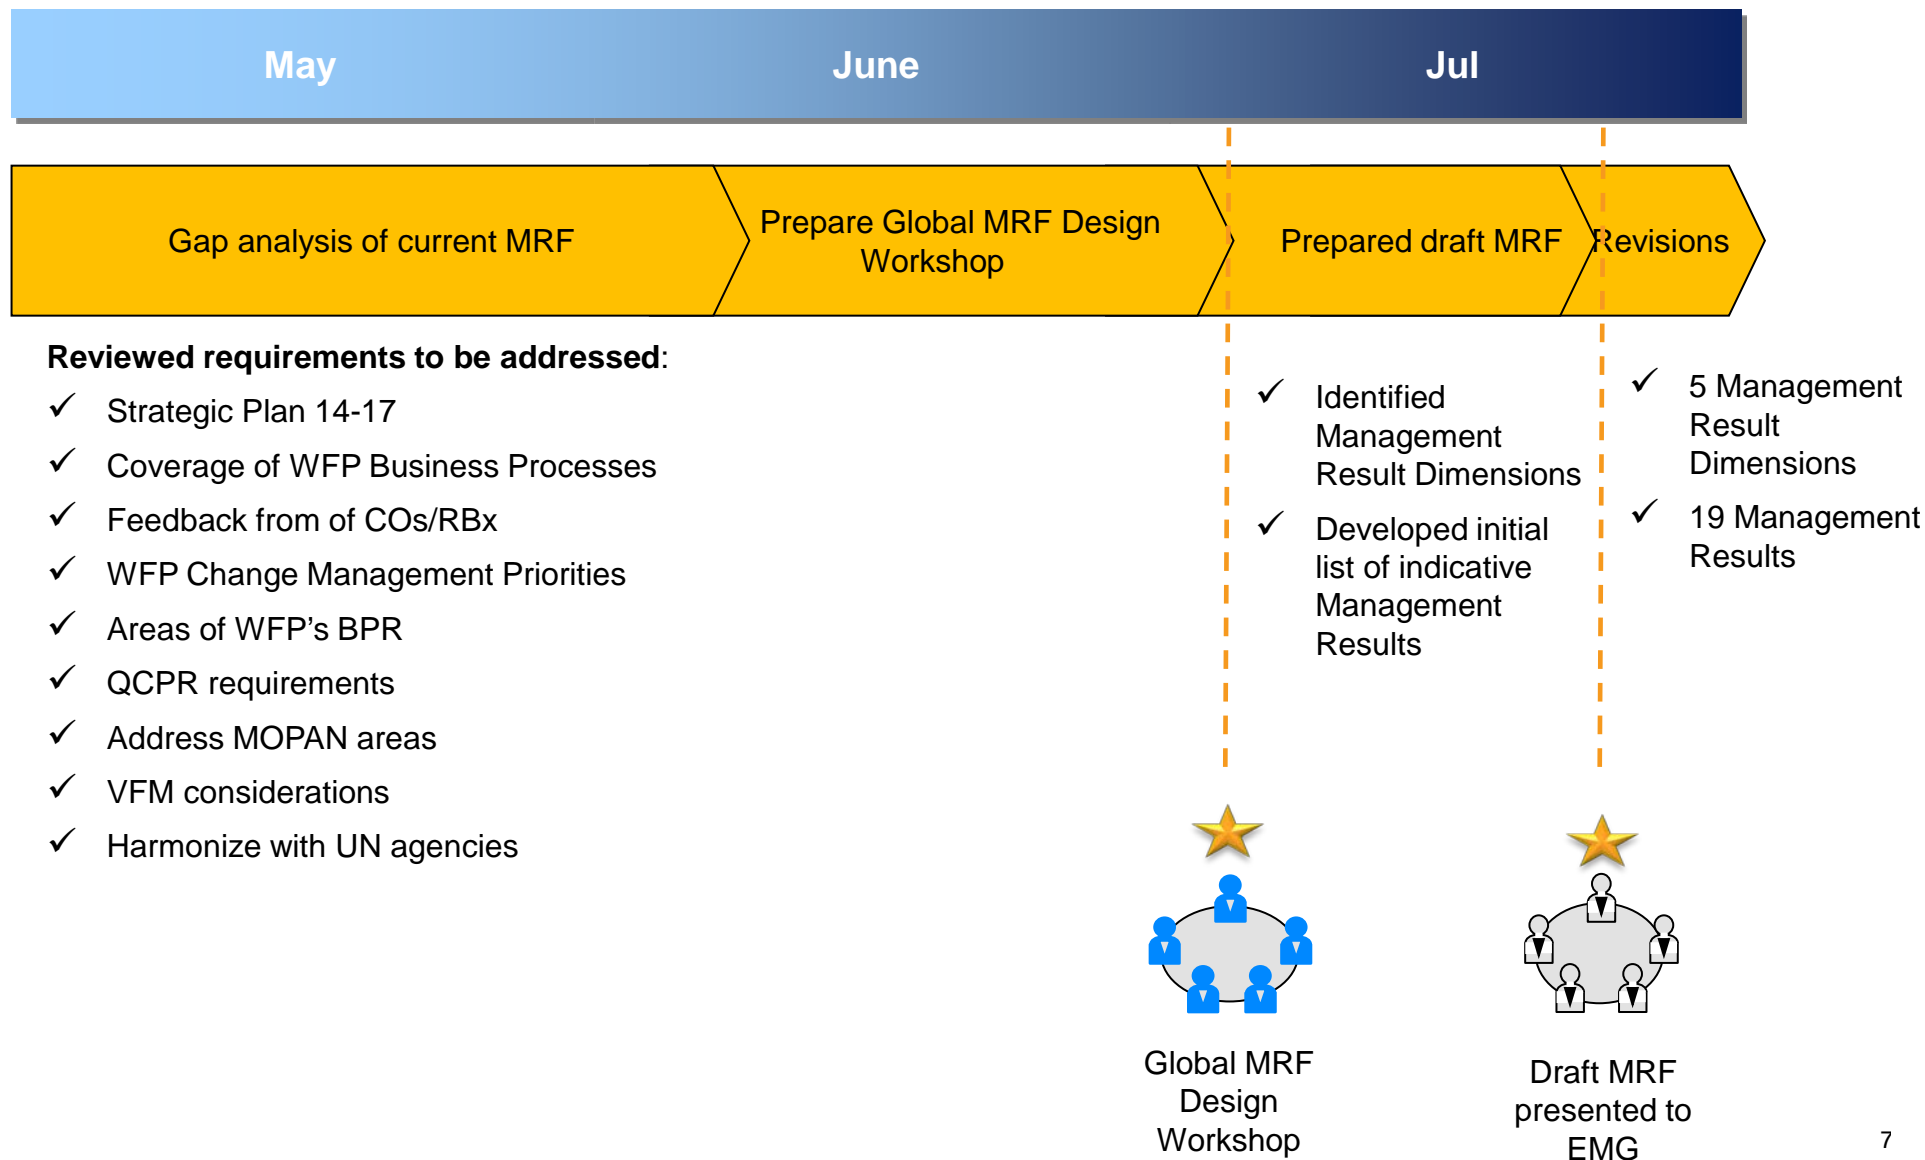 May
June
Jul
Gap analysis of current MRF
Prepare Global MRF Design
Workshop
Prepared draft MRF
Revisions
Reviewed requirements to be addressed:
Strategic Plan 14-17
Coverage of WFP Business Processes
Feedback from of COs/RBx
WFP Change Management Priorities
Areas of WFP’s BPR
QCPR requirements
Address MOPAN areas
VFM considerations
Harmonize with UN agencies
Identified
Management
Result Dimensions
Developed initial
list of indicative
Management
Results
5 Management
Result
Dimensions
19 Management
Results
Global MRF
Design
Workshop
Draft MRF
presented to
EMG
7